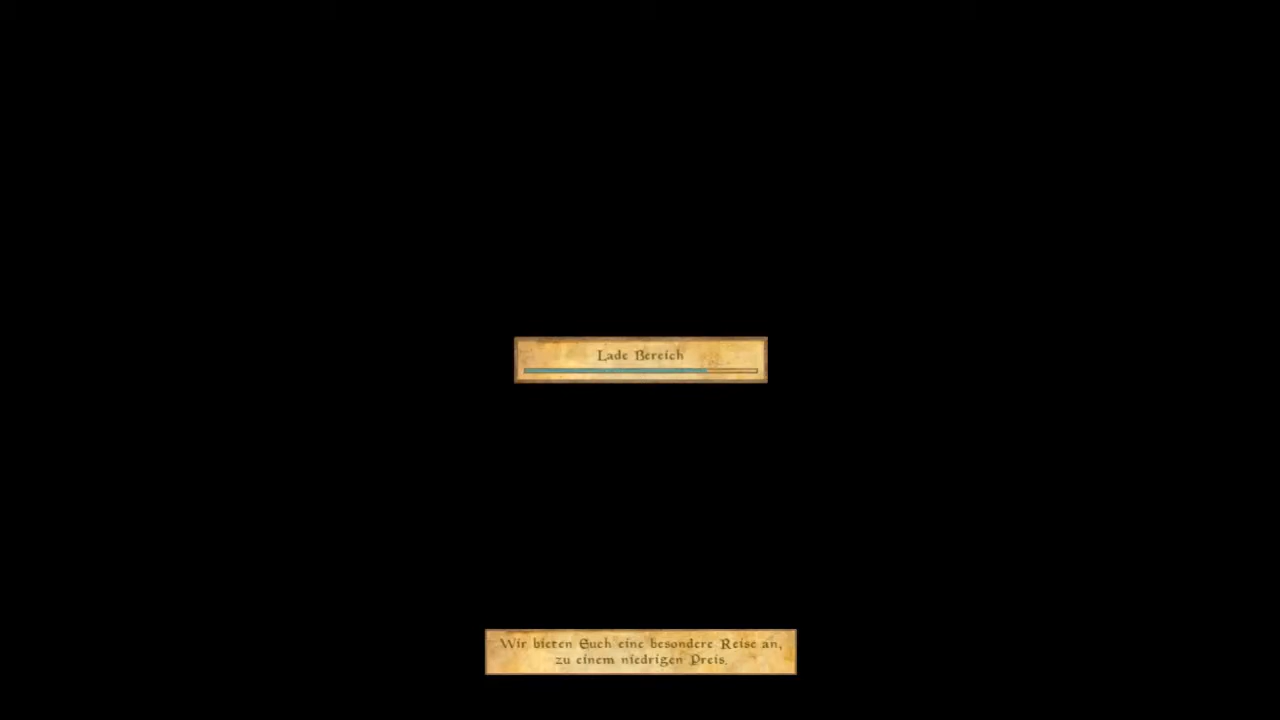 Lade Bereich
Wir bieten Euch eine besondere Reise an,
zu einem niedrigen Preis.